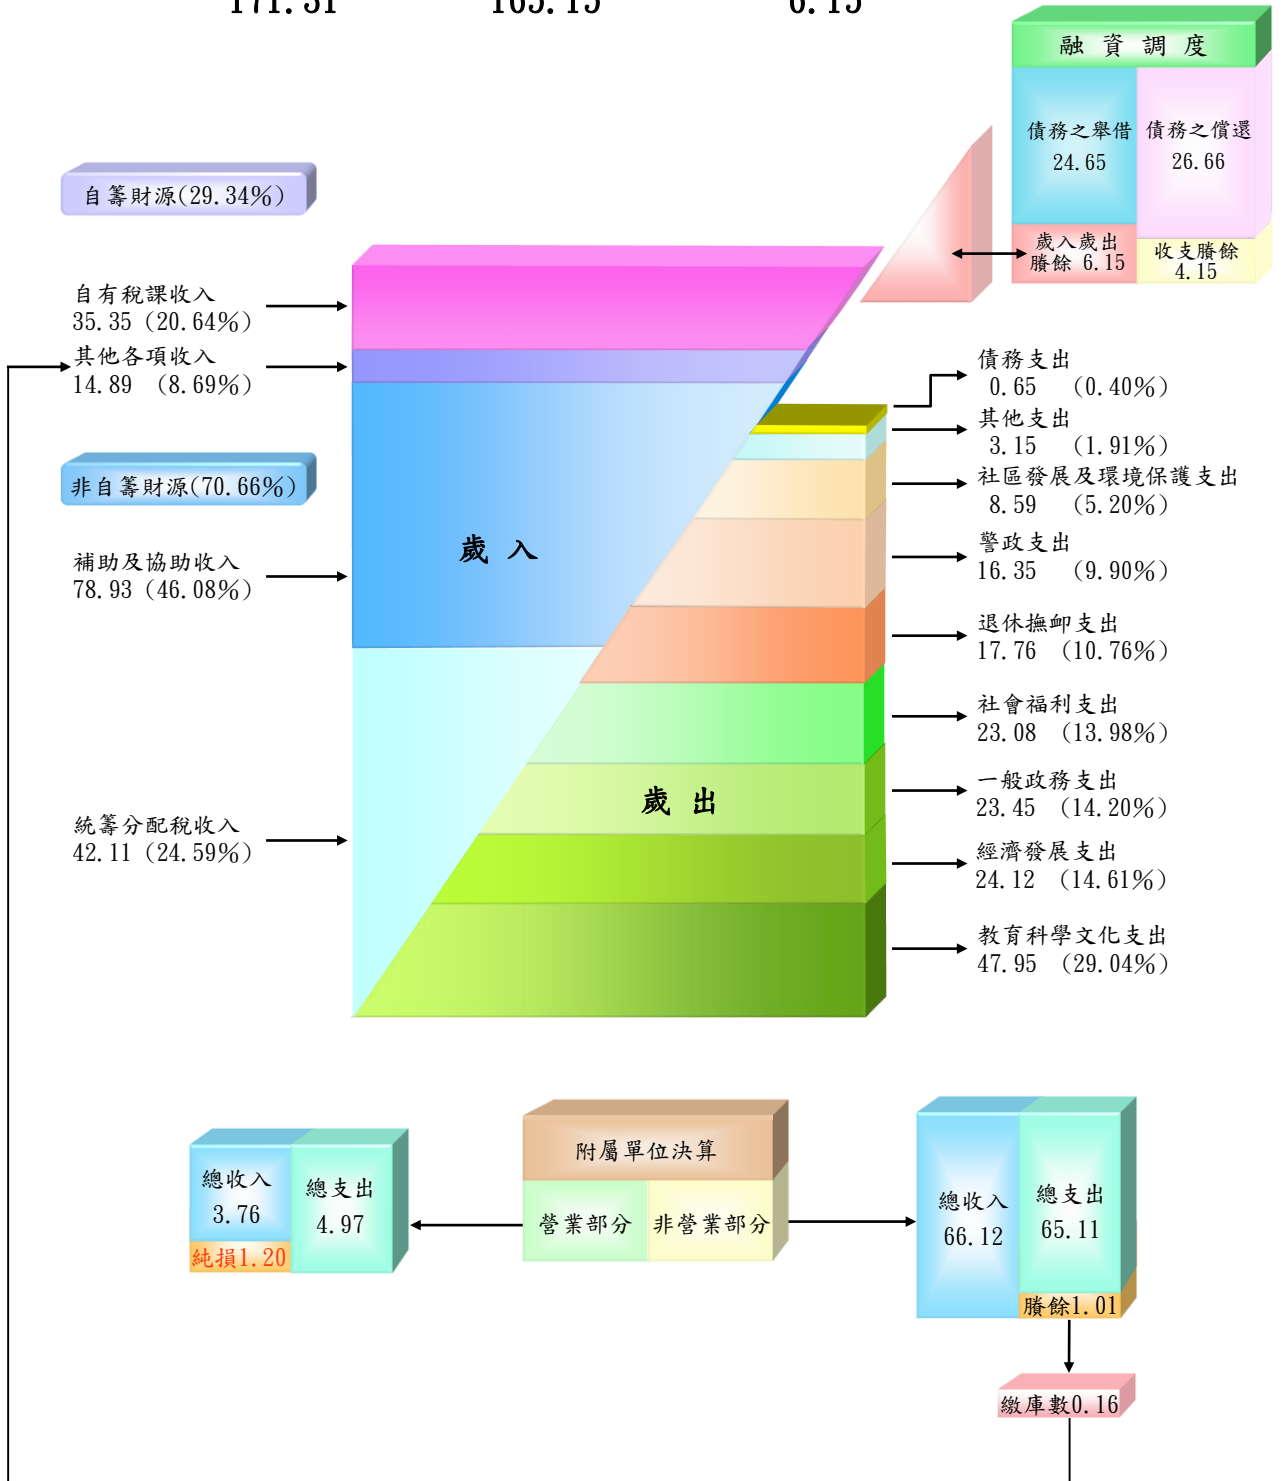 171.31 165.15 6.15
融資調度
債務之舉借
24.65
債務之償還
26.66
歲入歲出
賸餘 6.15
收支賸餘
4.15
自籌財源(29.34%)
自有稅課收入
35.35 (20.64%)
其他各項收入
14.89 (8.69%)
非自籌財源(70.66%)
補助及協助收入
78.93 (46.08%)
統籌分配稅收入
42.11 (24.59%)
歲入
歲出
債務支出
0.65 (0.40%)
其他支出
3.15 (1.91%)
社區發展及環境保護支出
8.59 (5.20%)
警政支出
16.35 (9.90%)
退休撫卹支出
17.76 (10.76%)
社會福利支出
23.08 (13.98%)
一般政務支出
23.45 (14.20%)
經濟發展支出
24.12 (14.61%)
教育科學文化支出
47.95 (29.04%)
總收入
3.76
純損1.20
總支出
4.97
附屬單位決算
營業部分
非營業部分
總收入
66.12
總支出
65.11
賸餘1.01
繳庫數0.16